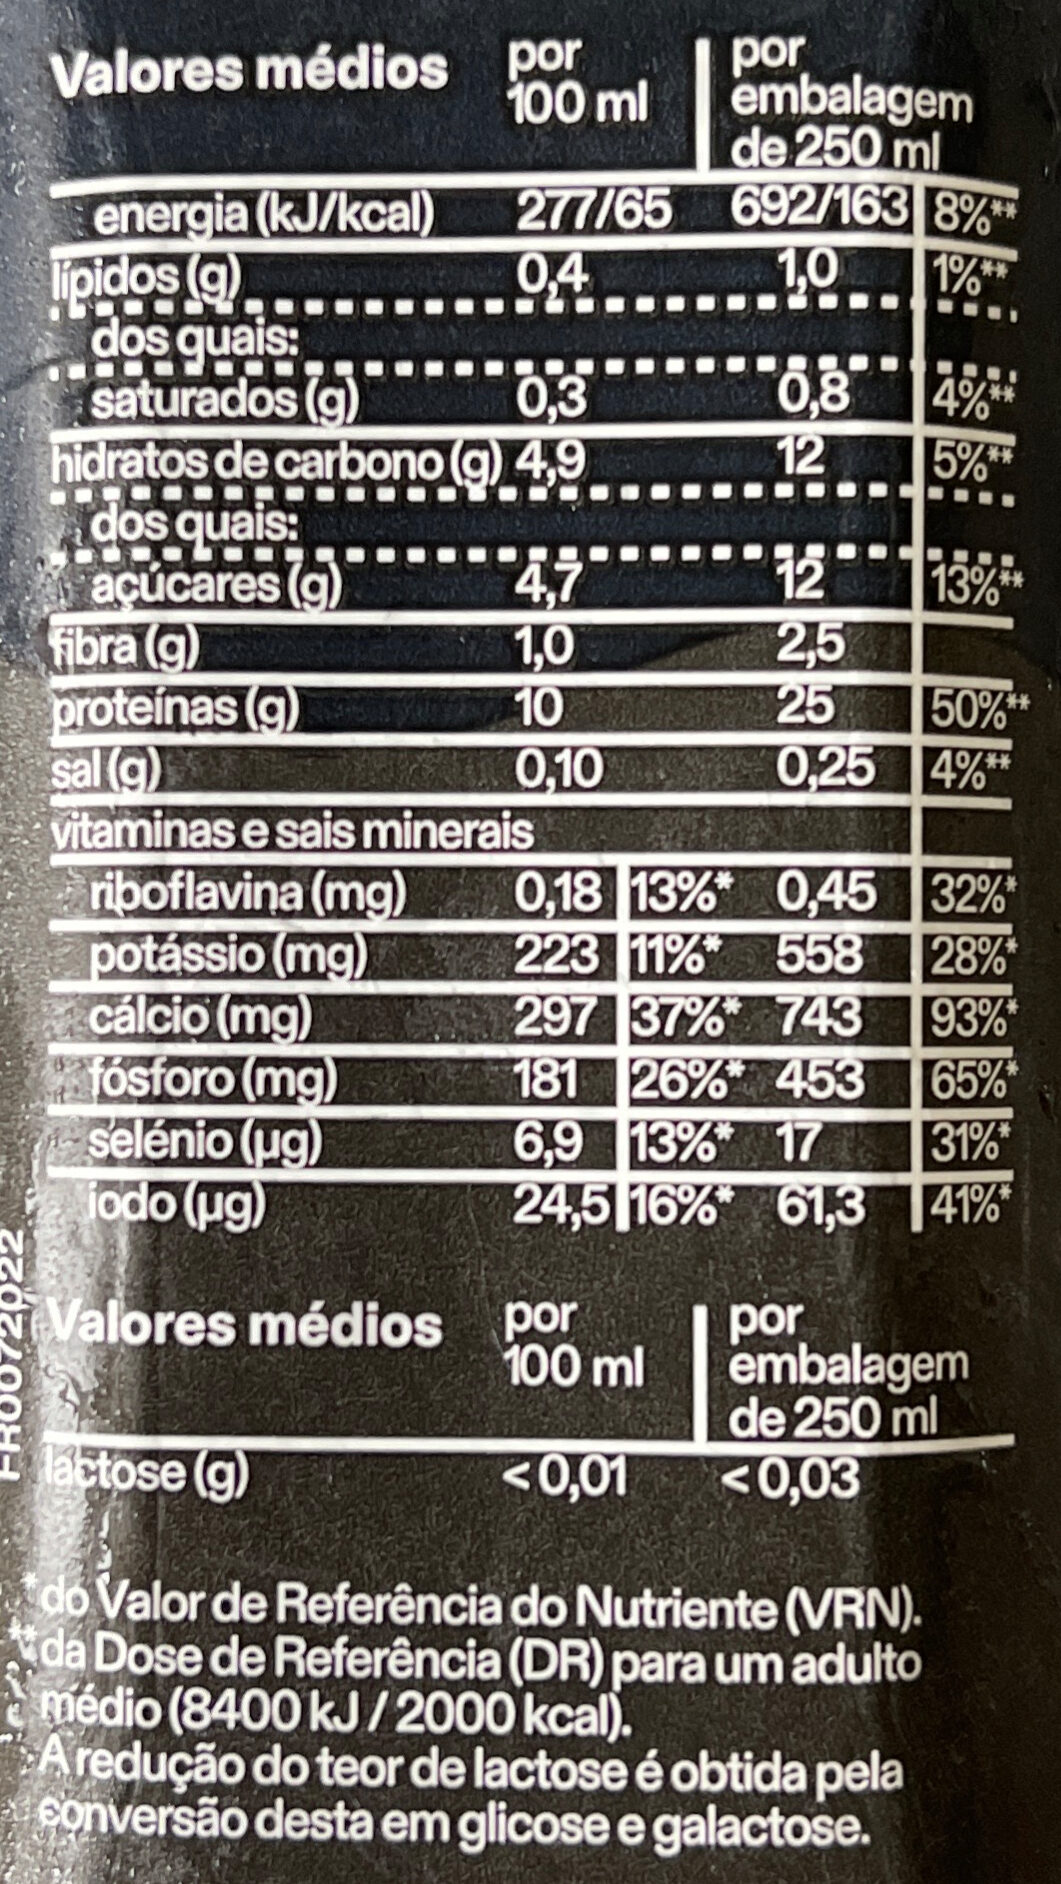 Valores médios por 100 ml por embalagem de 250 ml
energia (kJ/kcal) 277/65 692/163 8%**
lípidos (g) 0,4 1,0 1%**
dos quais:
saturados (g) 0,3 0,8 4%**
hidratos de carbono (g) 4,9 12 5%**
dos quais:
açúcares (g) 4,7 12 13%**
fibra (g) 1,0 2,5
proteínas (g) 10 25 50%**
sal (g) 0,10 0,25 4%**
vitaminas e sais minerais
riboflavina (mg) 0,18 13%* 0,45 32%*
potássio (mg) 223 11%* 558 28%*
cálcio (mg) 297 37%* 743 93%*
fósforo (mg) 181 26%* 453 65%*
selénio (µg) 6,9 13%* 17 31%*
iodo (µg) 24,5 16%* 61,3 41%*
Valores médios por 100 ml por embalagem de 250 ml
lactose (g) <0,01 <0,03
*do Valor de Referência do Nutriente (VRN).
**da Dose de Referência (DR) para um adulto
médio (8400 kJ / 2000 kcal).
A redução do teor de lactose é obtida pela
conversão desta em glicose e galactose.
FR0072022